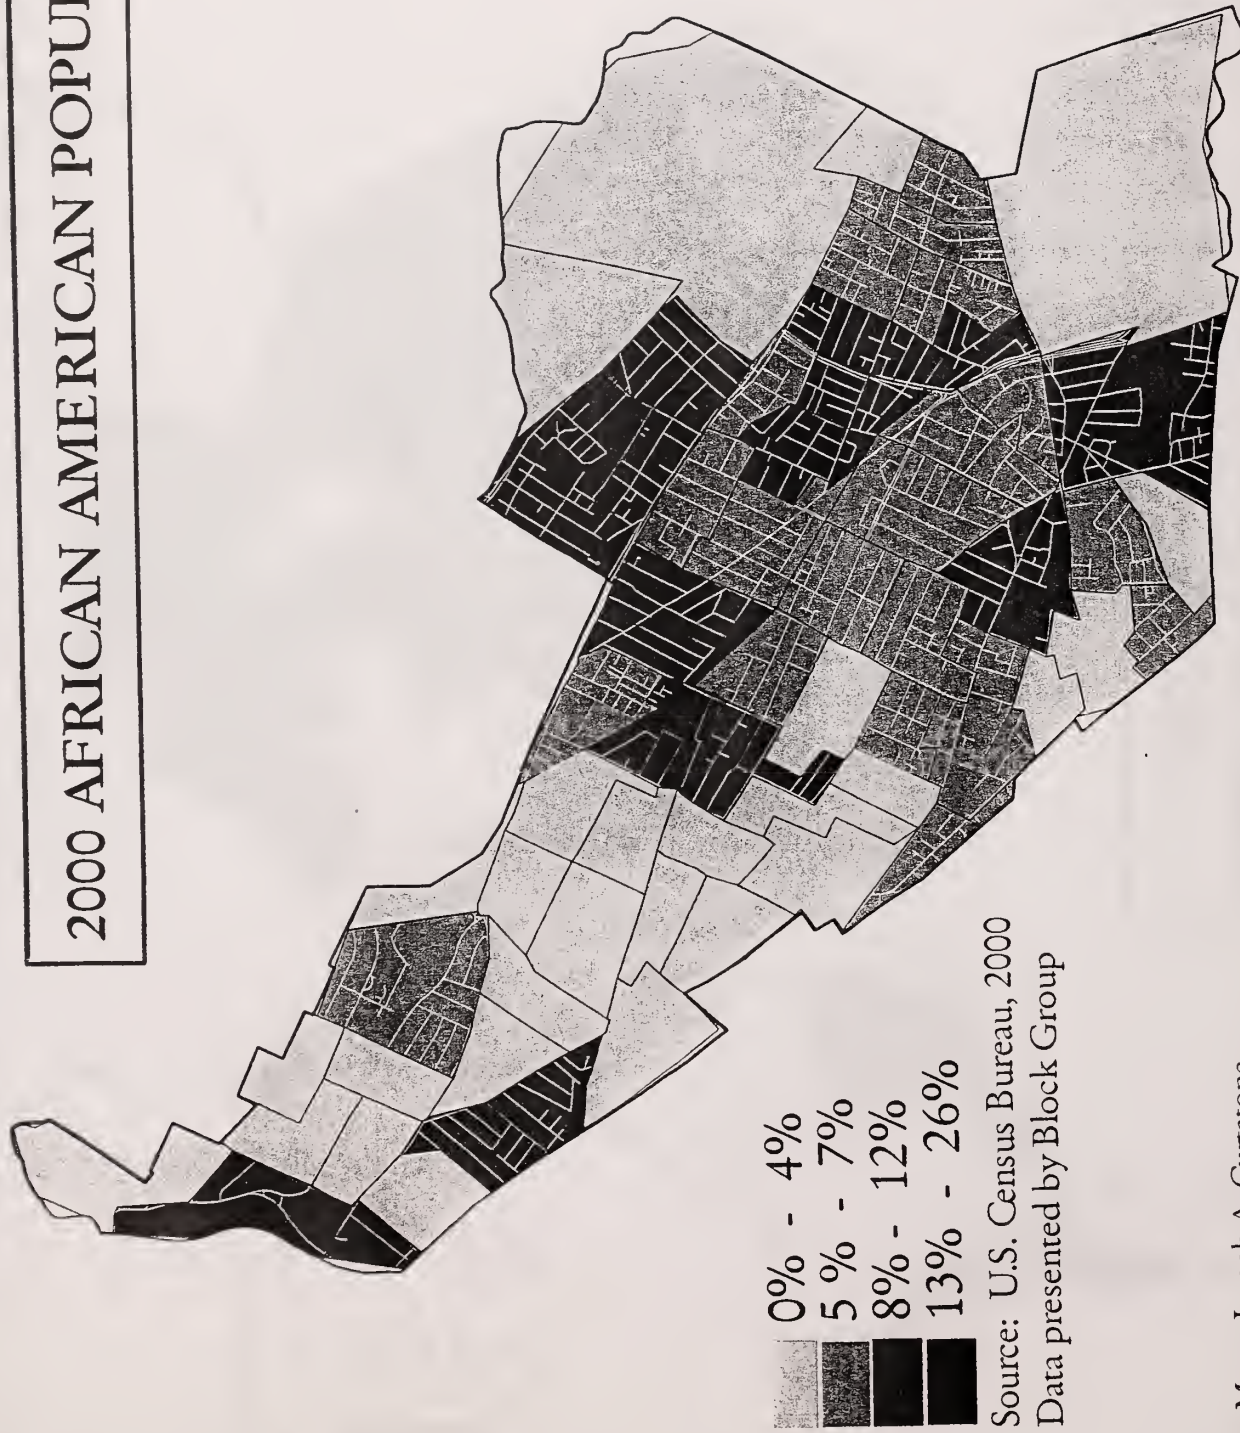 2000 AFRICAN AMERICAN
0% - 4%
5% - 7%
8% - 12%
13% - 26%
Source: U.S. Census Bureau, 2000
Data presented by Block Group